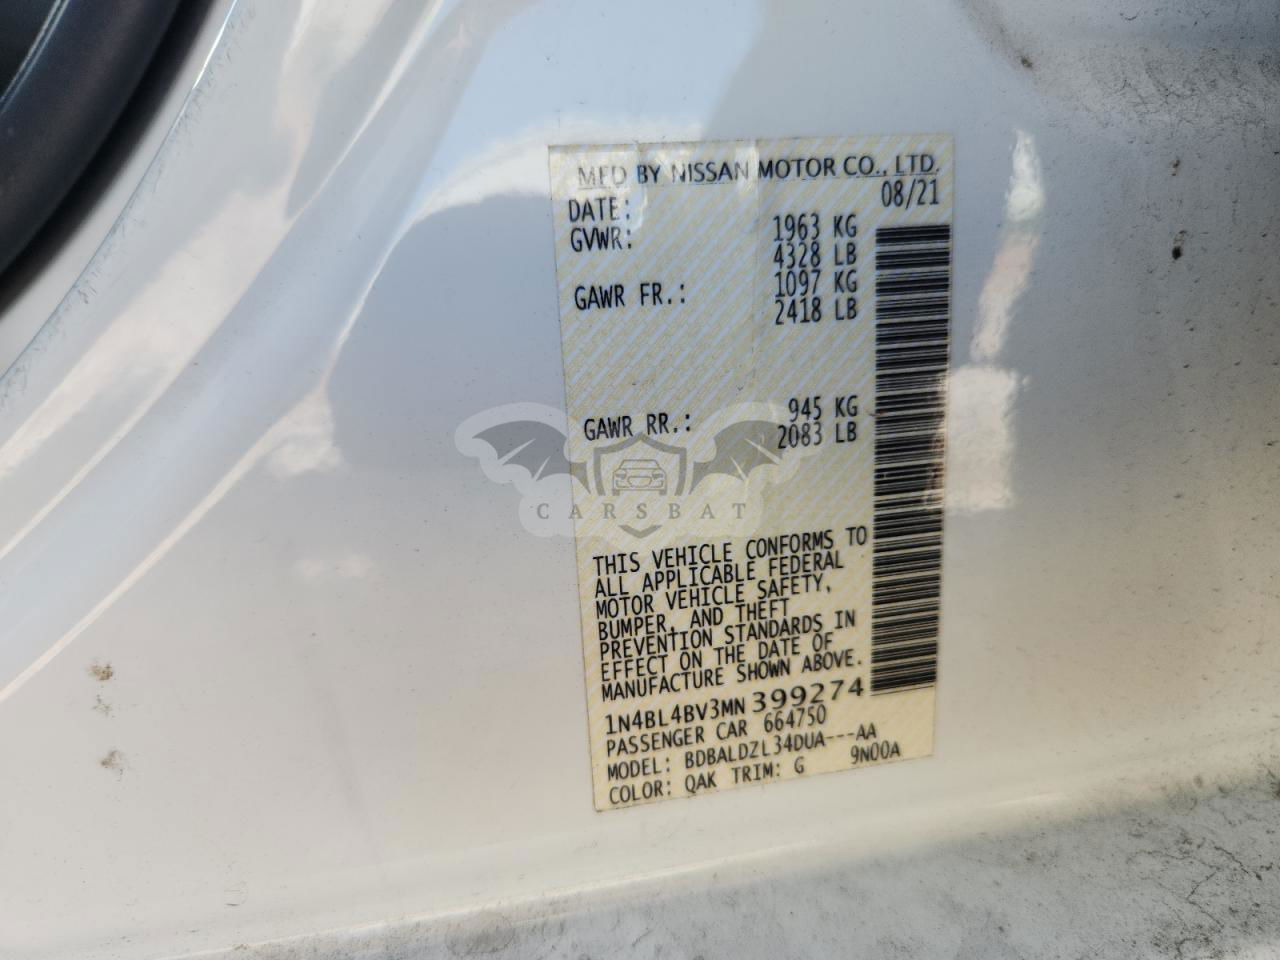 MFD BY NISSAN MOTOR CO., LTD.
DATE: 08/21
GVWR: 1963 KG
4328 LB
GAWR FR.: 1097 KG
2418 LB
GAWR RR.: 945 KG
2083 LB
CARSBAT
THIS VEHICLE CONFORMS TO
ALL APPLICABLE FEDERAL
MOTOR VEHICLE SAFETY,
BUMPER, AND THEFT
PREVENTION STANDARDS IN
EFFECT ON THE DATE OF
MANUFACTURE SHOWN ABOVE.
1N4BL4BV3MN399274
PASSENGER CAR 664750
MODEL: BDBALDZL34DUA---AA
COLOR: QAK TRIM: G 9N00A